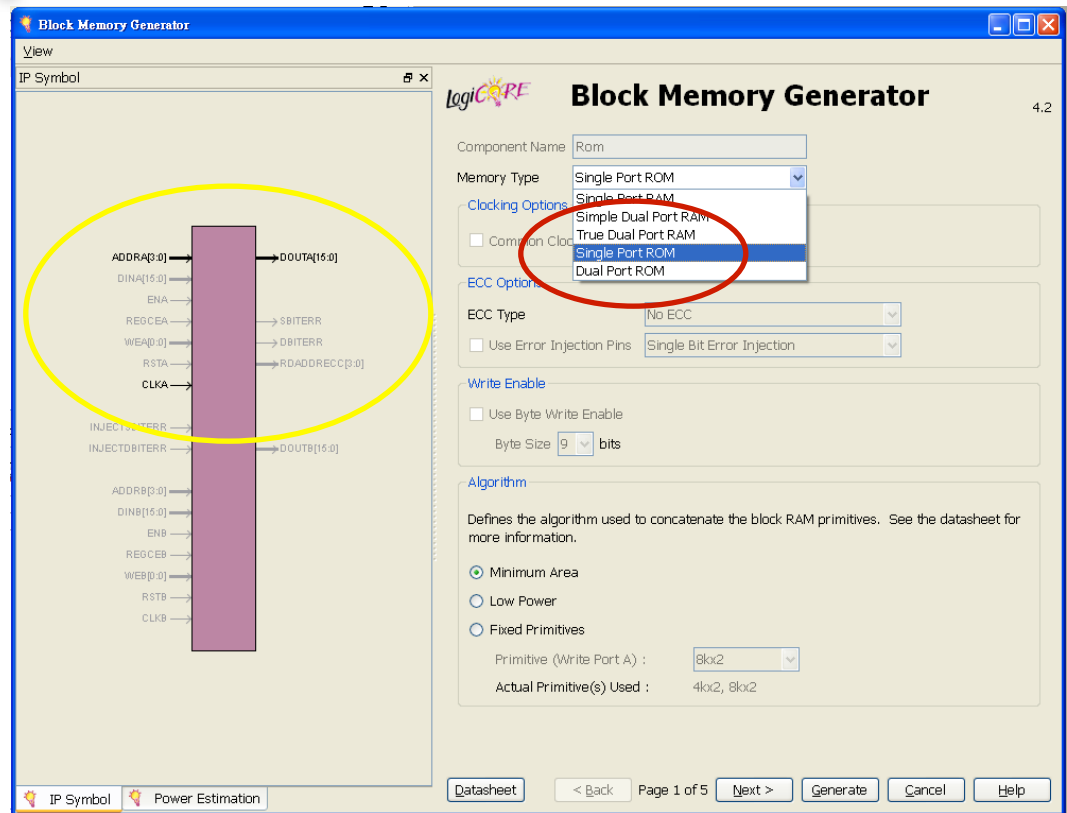 Block Memory Generator
View
IP Symbol
ADDRA[3:0]
DOUTA[15:0]
DINA[15:0]
ENA
REGCEA
SBITERR
WEA[0:0]
DBITERR
RSTA
RDADDRECC[3:0]
CLKA
INJECTSBITERR
INJECTDBITERR
DOUTB[15:0]
ADDRB[3:0]
DINB[15:0]
ENB
REGCEB
WEB[0:0]
RSTB
CLKB
IP Symbol
Power Estimation
LogiCORE
Block Memory Generator
4.2
Component Name Rom
Memory Type Single Port ROM
Single Port RAM
Simple Dual Port RAM
True Dual Port RAM
Single Port ROM
Dual Port ROM
Clocking Options
Common Cloc
ECC Options
ECC Type No ECC
Use Error Injection Pins Single Bit Error Injection
Write Enable
Use Byte Write Enable
Byte Size 9 bits
Algorithm
Defines the algorithm used to concatenate the block RAM primitives. See the datasheet for
more information.
Minimum Area
Low Power
Fixed Primitives
Primitive (Write Port A) : 8kx2
Actual Primitive(s) Used : 4kx2, 8kx2
Datasheet < Back Page 1 of 5 Next > Generate Cancel Help